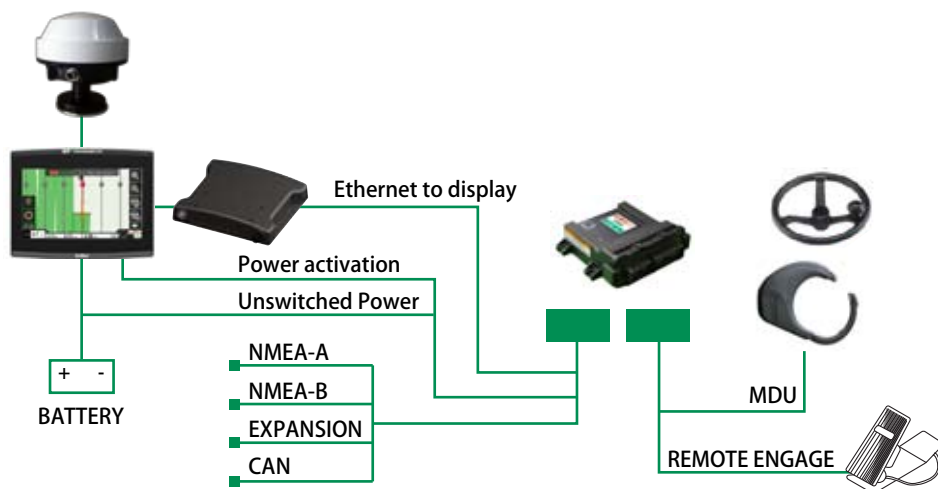 Ethernet to display
Power activation
Unswitched Power
NMEA-A
NMEA-B
EXPANSION
CAN
+ -
BATTERY
MDU
REMOTE ENGAGE